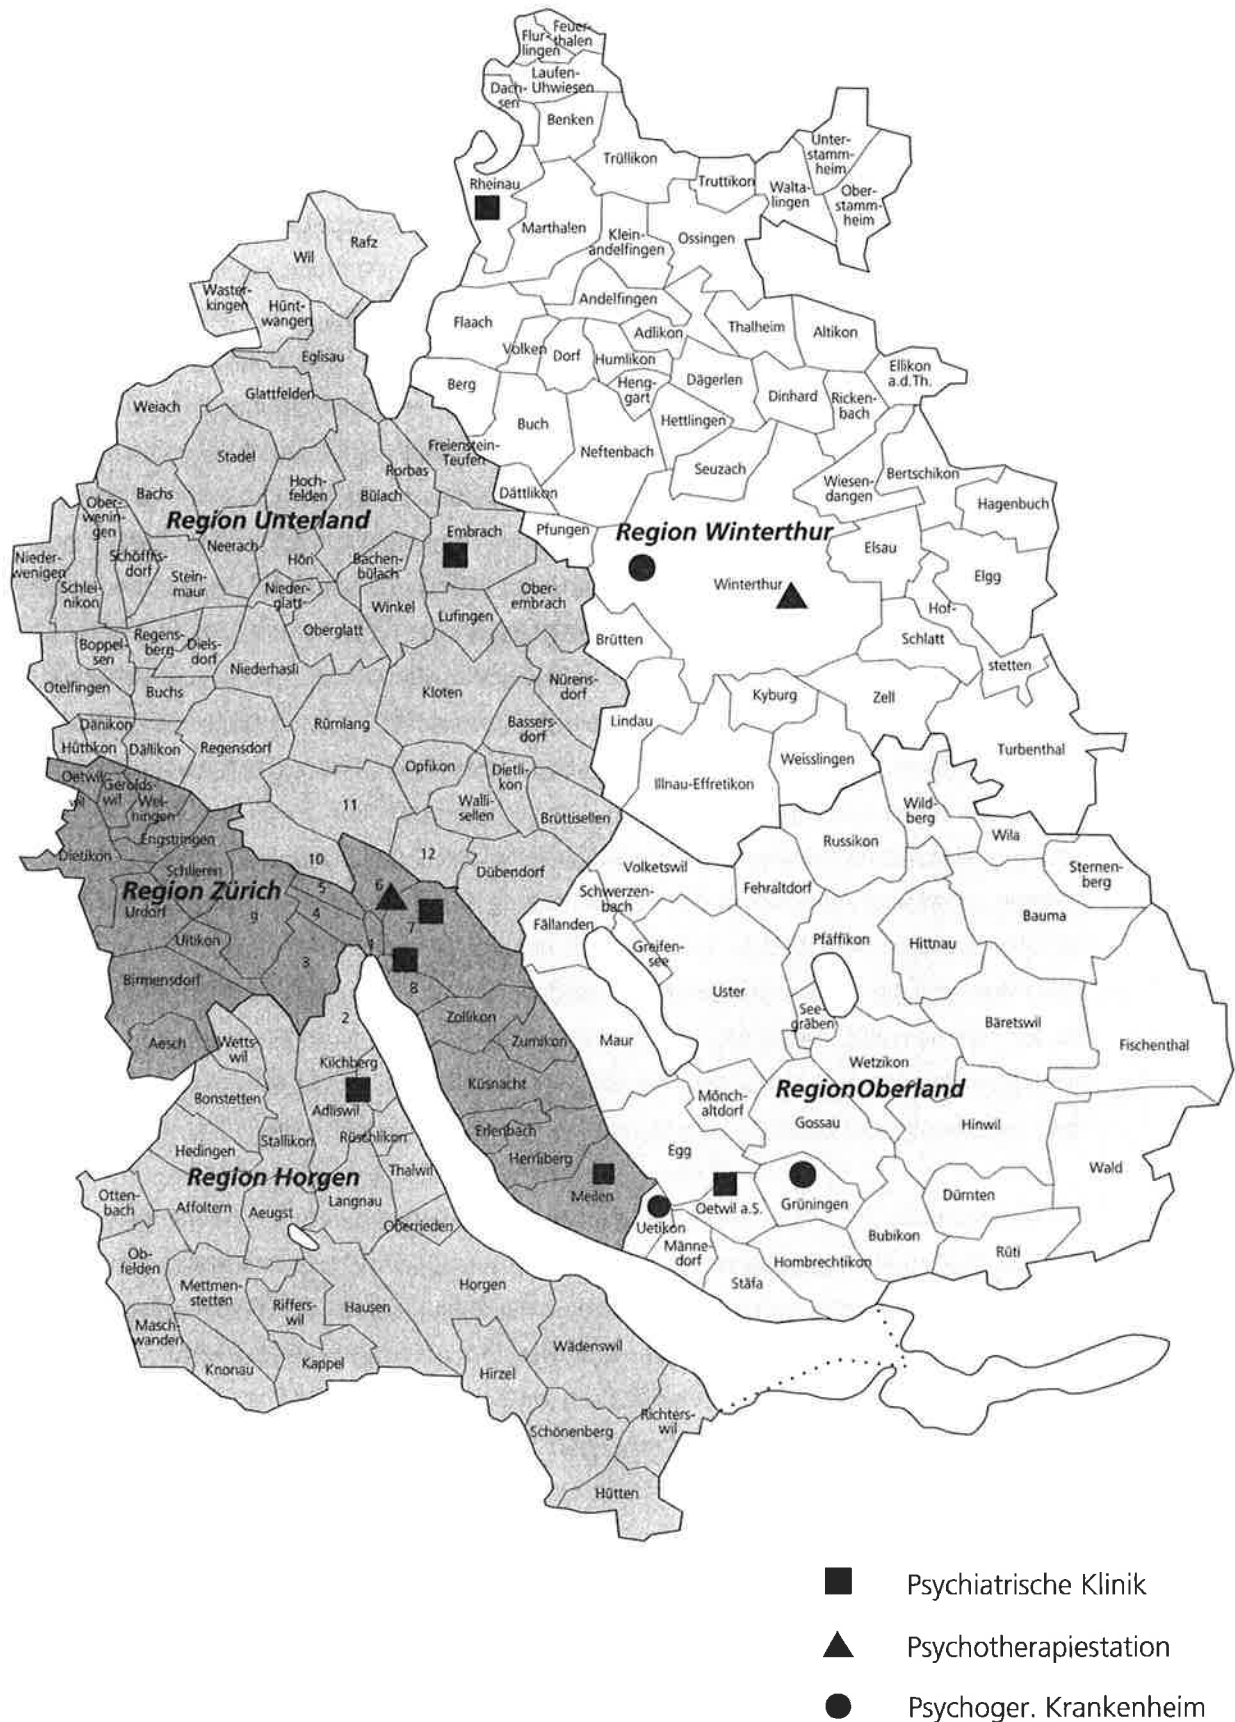 Feuer-
thalen
Flur-
lingen
Laufen-
Uhwiesen
Dach-
sen
Benken
Trüllikon
Unter-
stamm-
heim
Truttikon
Walta-
lingen
Ober-
stamm-
heim
Rheinau
Marthalen
Klein-
andelfingen
Ossingen
Rafz
Wil
Waster-
kingen
Hünt-
wangen
Andelfingen
Flaach
Adlikon
Thalheim
Altikon
Volken
Dorf
Humlikon
Eglisau
Ellikon
a.d.Th.
Berg
Heng-
gart
Dägerlen
Dinhard
Ricken-
bach
Glattfelden
Weiach
Buch
Hettlingen
Neftenbach
Freienstein-
Teufen
Stadel
Rorbas
Seuzach
Wiesen-
dangen
Bertschikon
Hoch-
felden
Bülach
Bachs
Dättlikon
Hagenbuch
Ober-
wenin-
gen
Region Unterland
Embrach
Pfungen
Region Winterthur
Neerach
Elsau
Nieder-
wenigen
Schöfffs-
dorf
Höri
Bachen-
bülach
Elgg
Stein-
maur
Schlei-
nikon
Nieder-
glatt
Winkel
Lufingen
Ober-
embrach
Winterthur
Hof-
stetten
Oberglatt
Schlatt
Brütten
Boppel-
sen
Regens-
berg
Diels-
dorf
Niederhasli
Otelfingen
Buchs
Kloten
Nürens-
dorf
Kyburg
Zell
Lindau
Dänikon
Rümlang
Bassers-
dorf
Hüttikon
Dällikon
Regensdorf
Turbenthal
Weisslingen
Opfikon
Dietli-
kon
Illnau-Effretikon
Oetwil
Gerolds-
wil
wil
Wei-
ningen
11
Walli-
sellen
Brüttisellen
Wild-
berg
Wila
Engstringen
Russikon
Dietikon
10
12
Schlieren
Dübendorf
Volketswil
Sternen-
berg
Region Zürich
5
6
Schwerzen-
bach
Fehraltdorf
Urdorf
9
4
7
Fällanden
Bauma
Uitikon
1
Greifen-
see
Pfäffikon
Hittnau
3
Birmensdorf
8
Uster
See-
gräben
2
Zollikon
Bäretswil
Aesch
Wetts-
wil
Zumikon
Maur
Fischenthal
Kilchberg
Wetzikon
Küsnacht
RegionOberland
Bonstetten
Mönch-
altdorf
Adliswil
Gossau
Hinwil
Erlenbach
Stallikon
Rüschlikon
Hedingen
Egg
Herrliberg
Wald
Region Horgen
Thalwil
Otten-
bach
Meilen
Dürnten
Affoltern
Aeugst
Langnau
Oetwil a.S.
Grüningen
Oberrieden
Uetikon
Bubikon
Ob-
felden
Männe-
dorf
Hombrechtikon
Rüti
Stäfa
Mettmen-
stetten
Horgen
Riffers-
wil
Hausen
Masch-
wanden
Wädenswil
Knonau
Kappel
Hirzel
Richters-
wil
Schönenberg
Hütten
Psychiatrische Klinik
Psychotherapiestation
Psychoger. Krankenheim